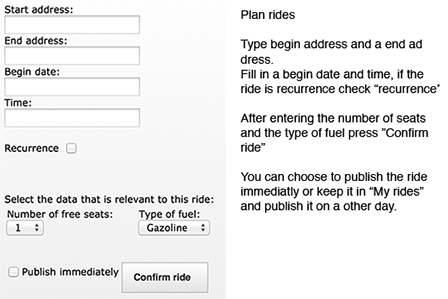 Start address:
End address:
Begin date:
Time:
Recurrence
Select the data that is relevant to this ride:
Number of free seats: Type of fuel:
1 Gazoline
Publish immediately Confirm ride
Plan rides
Type begin address and a end ad
dress.
Fill in a begin date and time, if the
ride is recurrence check “recurrence”
After entering the number of seats
and the type of fuel press ”Confirm
ride”
You can choose to publish the ride
immediatly or keep it in “My rides”
and publish it on a other day.